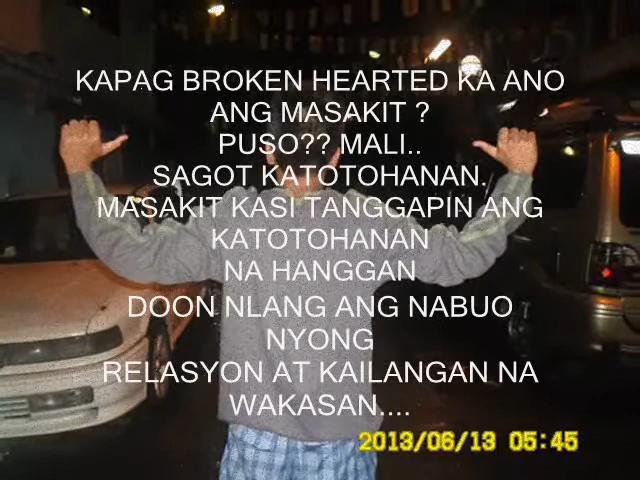 KAPAG BROKEN HEARTED KA ANO
ANG MASAKIT ?
PUSO?? MALI..
SAGOT KATOTOHANAN.
MASAKIT KASI TANGGAPIN ANG
KATOTOHANAN
NA HANGGAN
DOON NLANG ANG NABUO
NYONG
RELASYON AT KAILANGAN NA
WAKASAN....
2013/06/13 05:45